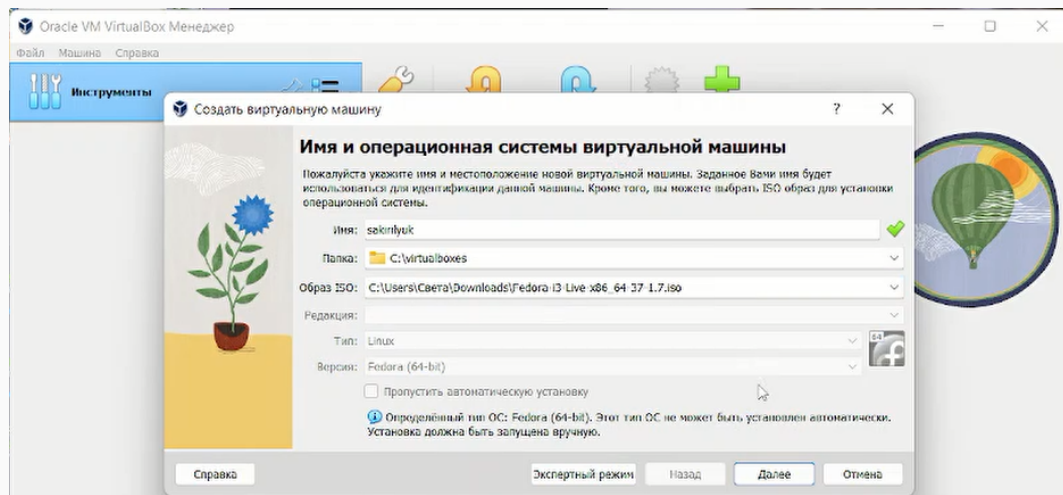 Oracle VM VirtualBox Менеджер
Файл Машина Справка
Инструменты
Создать виртуальную машину
?
Имя и операционная системы виртуальной машины
Пожалуйста укажите имя и местоположение новой виртуальной машины. Заданное Вами имя будет
использоваться для идентификации данной машины. Кроме того, вы можете выбрать ISO образ для установки
операционной системы.
Имя: sakirilyuk
Папка: C:\virtualboxes
Образ ISO: C:\Users\Света\Downloads\Fedora-i3-Live-x86_64-37-1.7.iso
Редакция:
Тип: Linux
64
Версия: Fedora (64-bit)
Пропустить автоматическую установку
Определённый тип ОС: Fedora (64-bit). Этот тип ОС не может быть установлен автоматически.
Установка должна быть запущена вручную.
Справка Экспертный режим Назад Далее Отмена